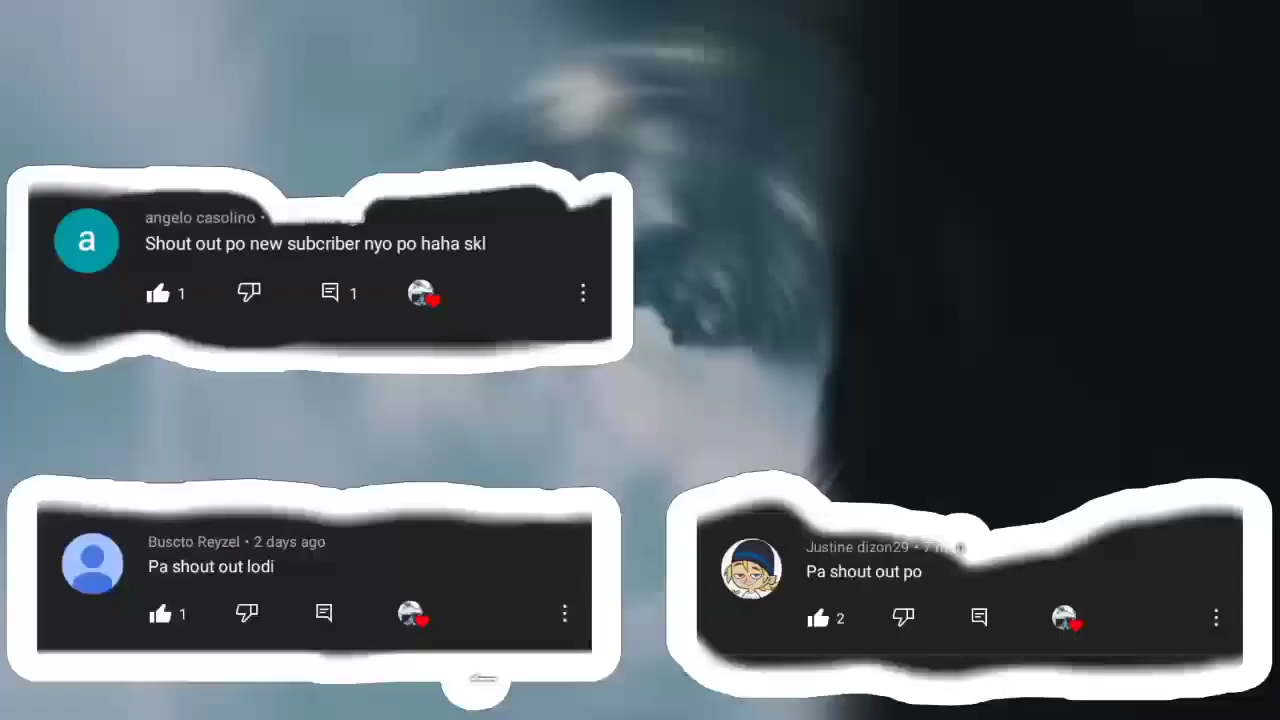 a
angelo casolino •
Shout out po new subcriber nyo po haha skl
1
1
Buscto Reyzel • 2 days ago
Pa shout out lodi
1
Justine dizon29 • 7
Pa shout out po
2